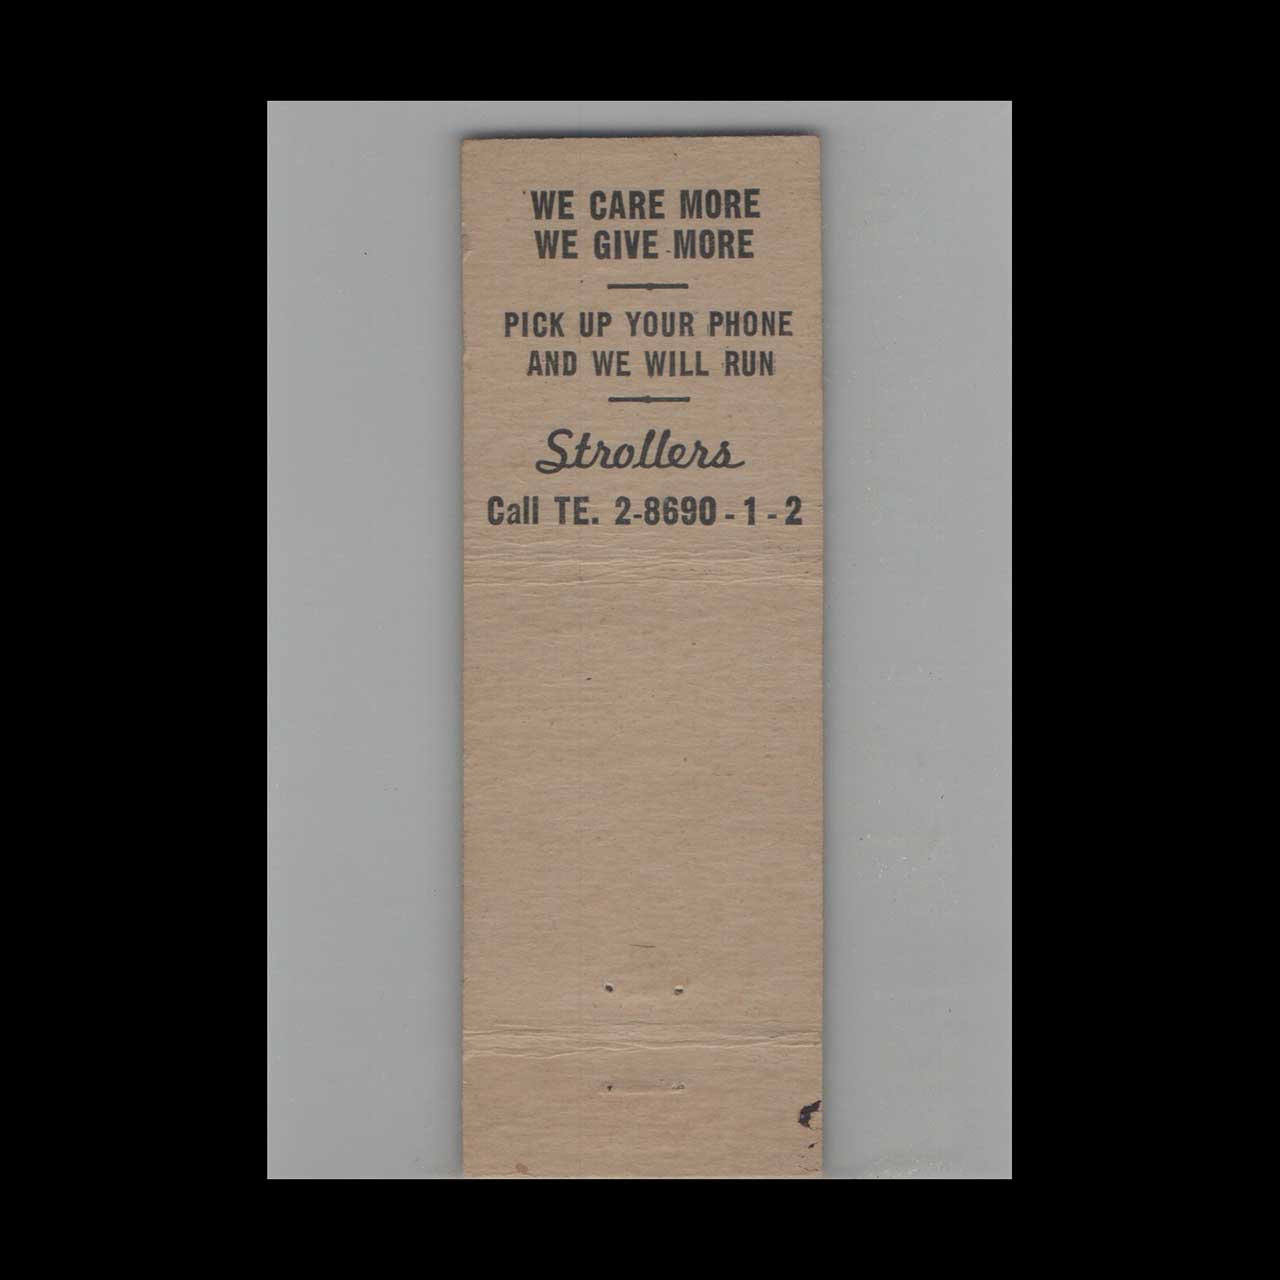 WE CARE MORE
WE GIVE MORE
PICK UP YOUR PHONE
AND WE WILL RUN
Strollers
Call TE. 2-8690 - 1 - 2